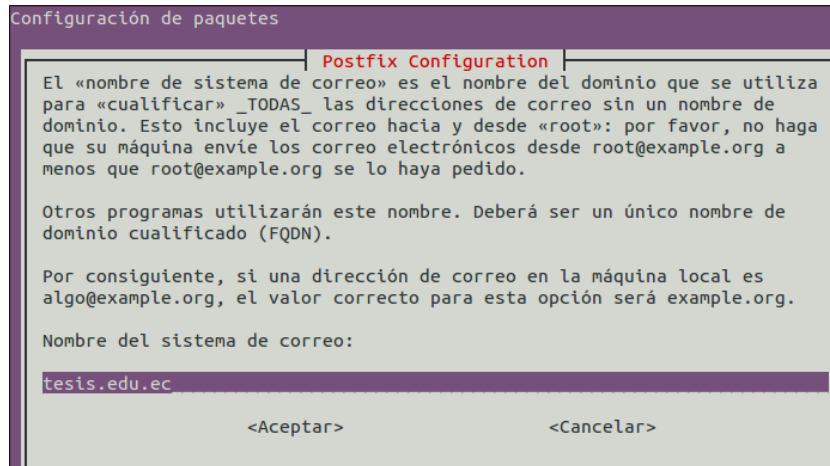 Configuración de paquetes
Postfix Configuration
El «nombre de sistema de correo» es el nombre del dominio que se utiliza
para «cualificar» _TODAS_ las direcciones de correo sin un nombre de
dominio. Esto incluye el correo hacia y desde «root»: por favor, no haga
que su máquina envíe los correo electrónicos desde root@example.org a
menos que root@example.org se lo haya pedido.
Otros programas utilizarán este nombre. Deberá ser un único nombre de
dominio cualificado (FQDN).
Por consiguiente, si una dirección de correo en la máquina local es
algo@example.org, el valor correcto para esta opción será example.org.
Nombre del sistema de correo:
tesis.edu.ec
<Aceptar> <Cancelar>